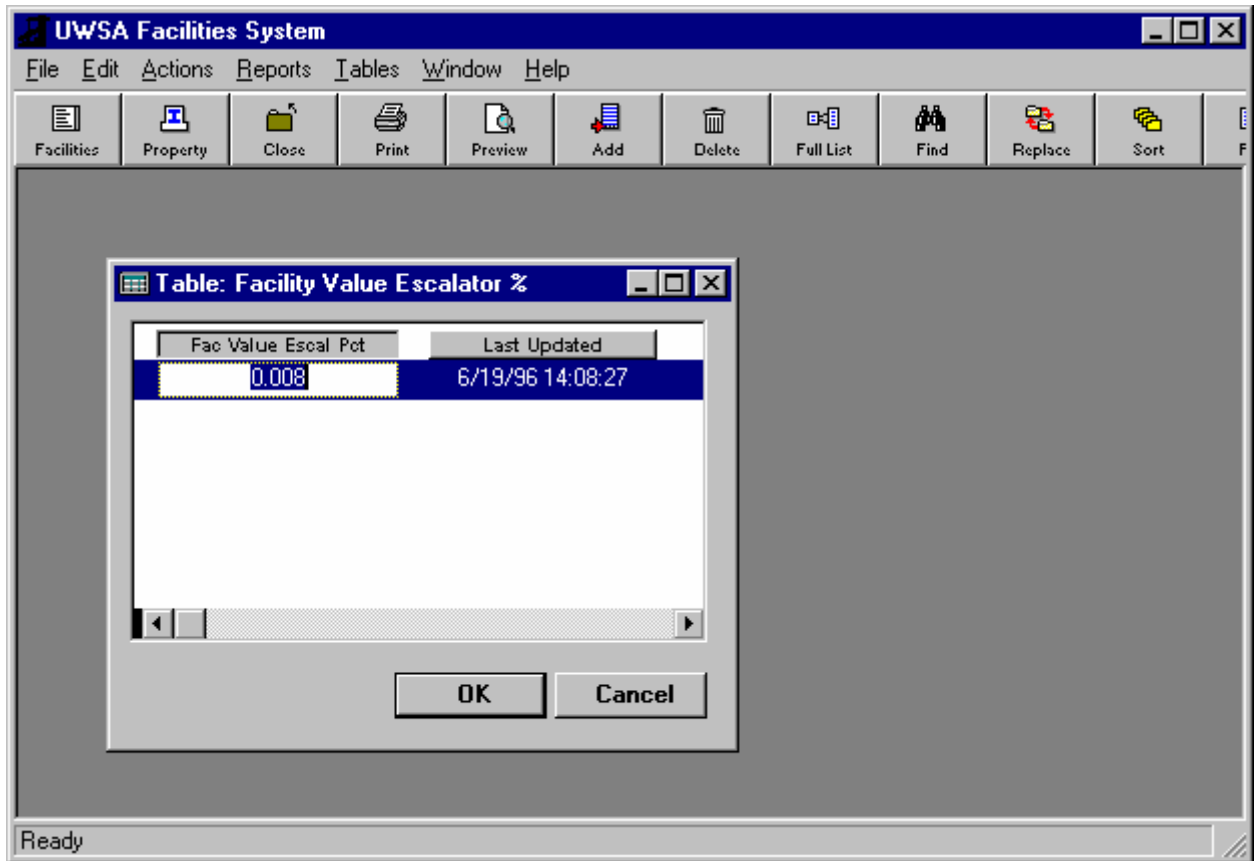 UWSA Facilities System
File Edit Actions Reports Tables Window Help
Facilities Property Close Print Preview Add Delete Full List Find Replace Sort F
Table: Facility Value Escalator %
Fac Value Escal Pct Last Updated
0.008 6/19/96 14:08:27
OK Cancel
Ready